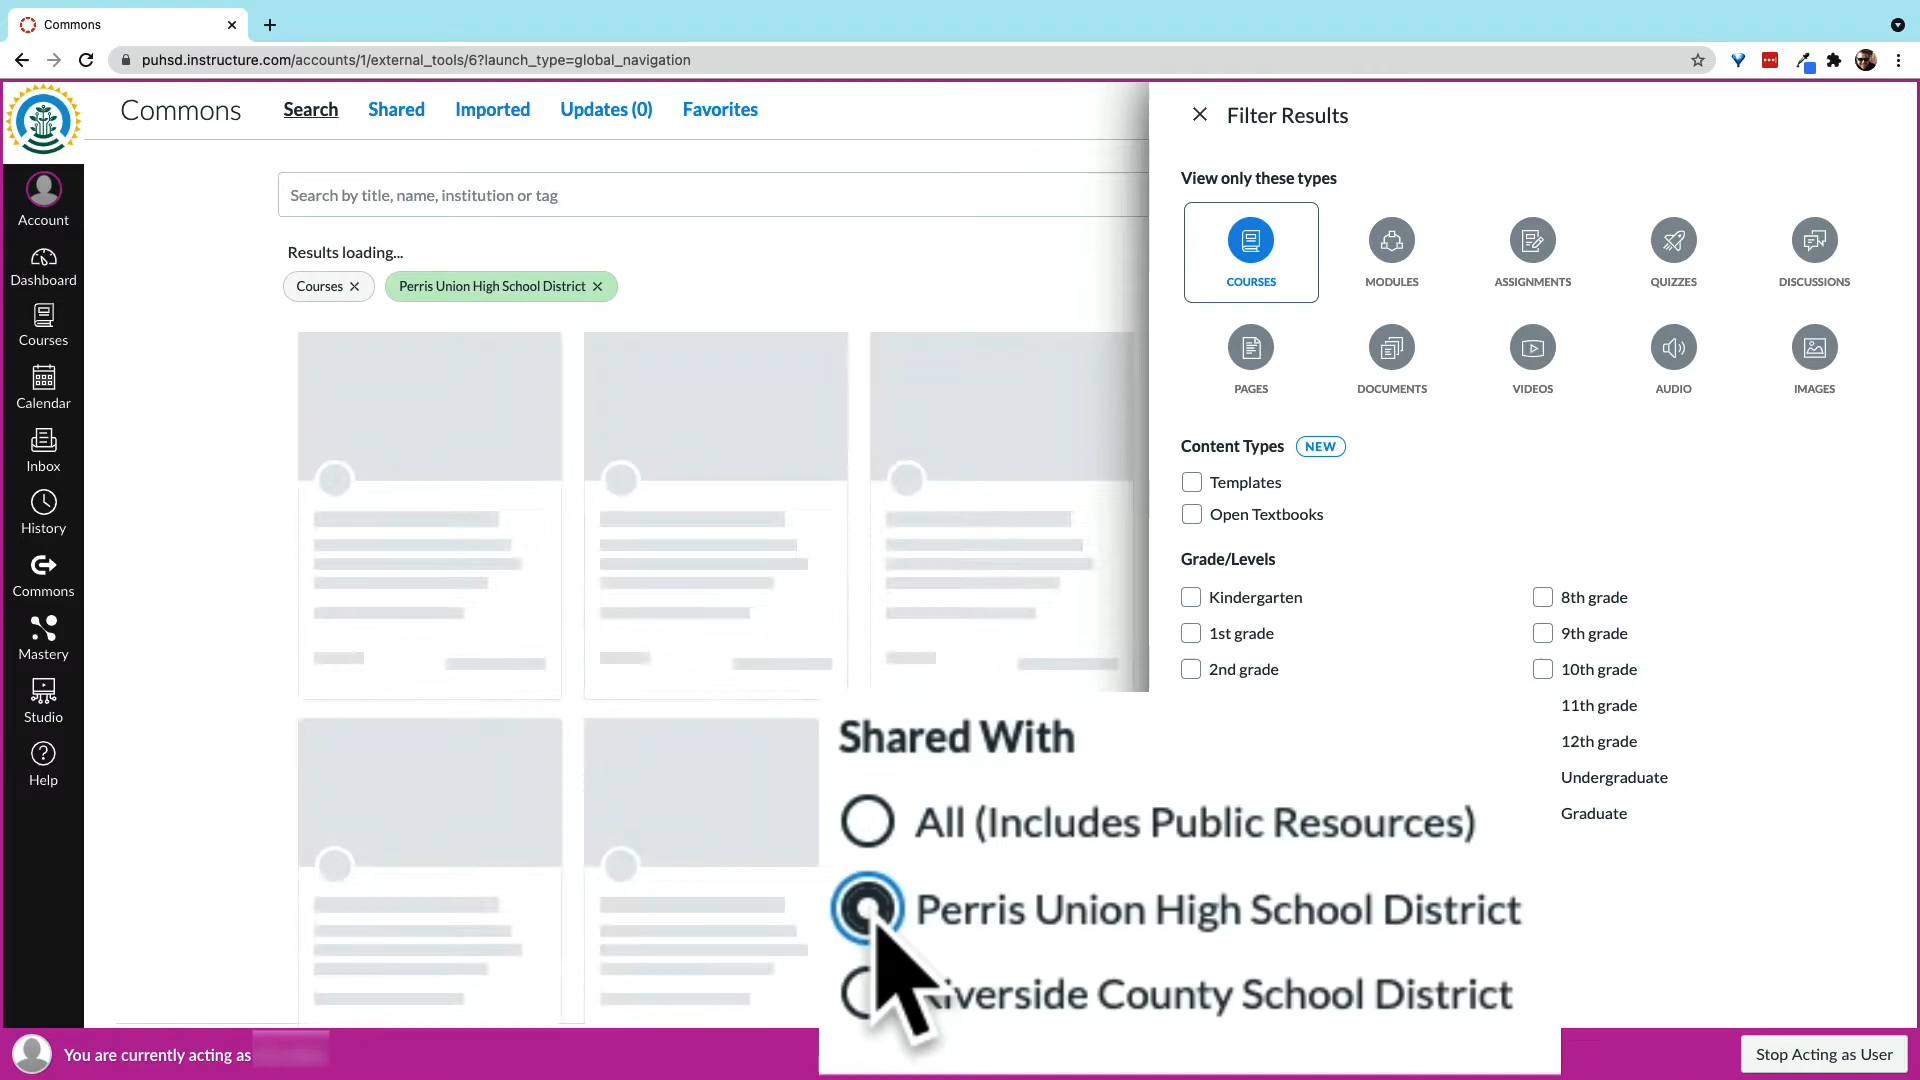 Commons
puhsd.instructure.com/accounts/1/external_tools/6?launch_type=global_navigation
Commons
Search
Shared
Imported
Updates (0)
Favorites
Account
Dashboard
Courses
Calendar
Inbox
History
Commons
Mastery
Studio
Help
Search by title, name, institution or tag
Results loading...
Courses
Perris Union High School District
Filter Results
View only these types
COURSES
MODULES
ASSIGNMENTS
QUIZZES
DISCUSSIONS
PAGES
DOCUMENTS
VIDEOS
AUDIO
IMAGES
Content Types NEW
Templates
Open Textbooks
Grade/Levels
Kindergarten
1st grade
2nd grade
8th grade
9th grade
10th grade
11th grade
12th grade
Undergraduate
Graduate
Shared With
All (Includes Public Resources)
Perris Union High School District
County School District
You are currently acting as
Stop Acting as User